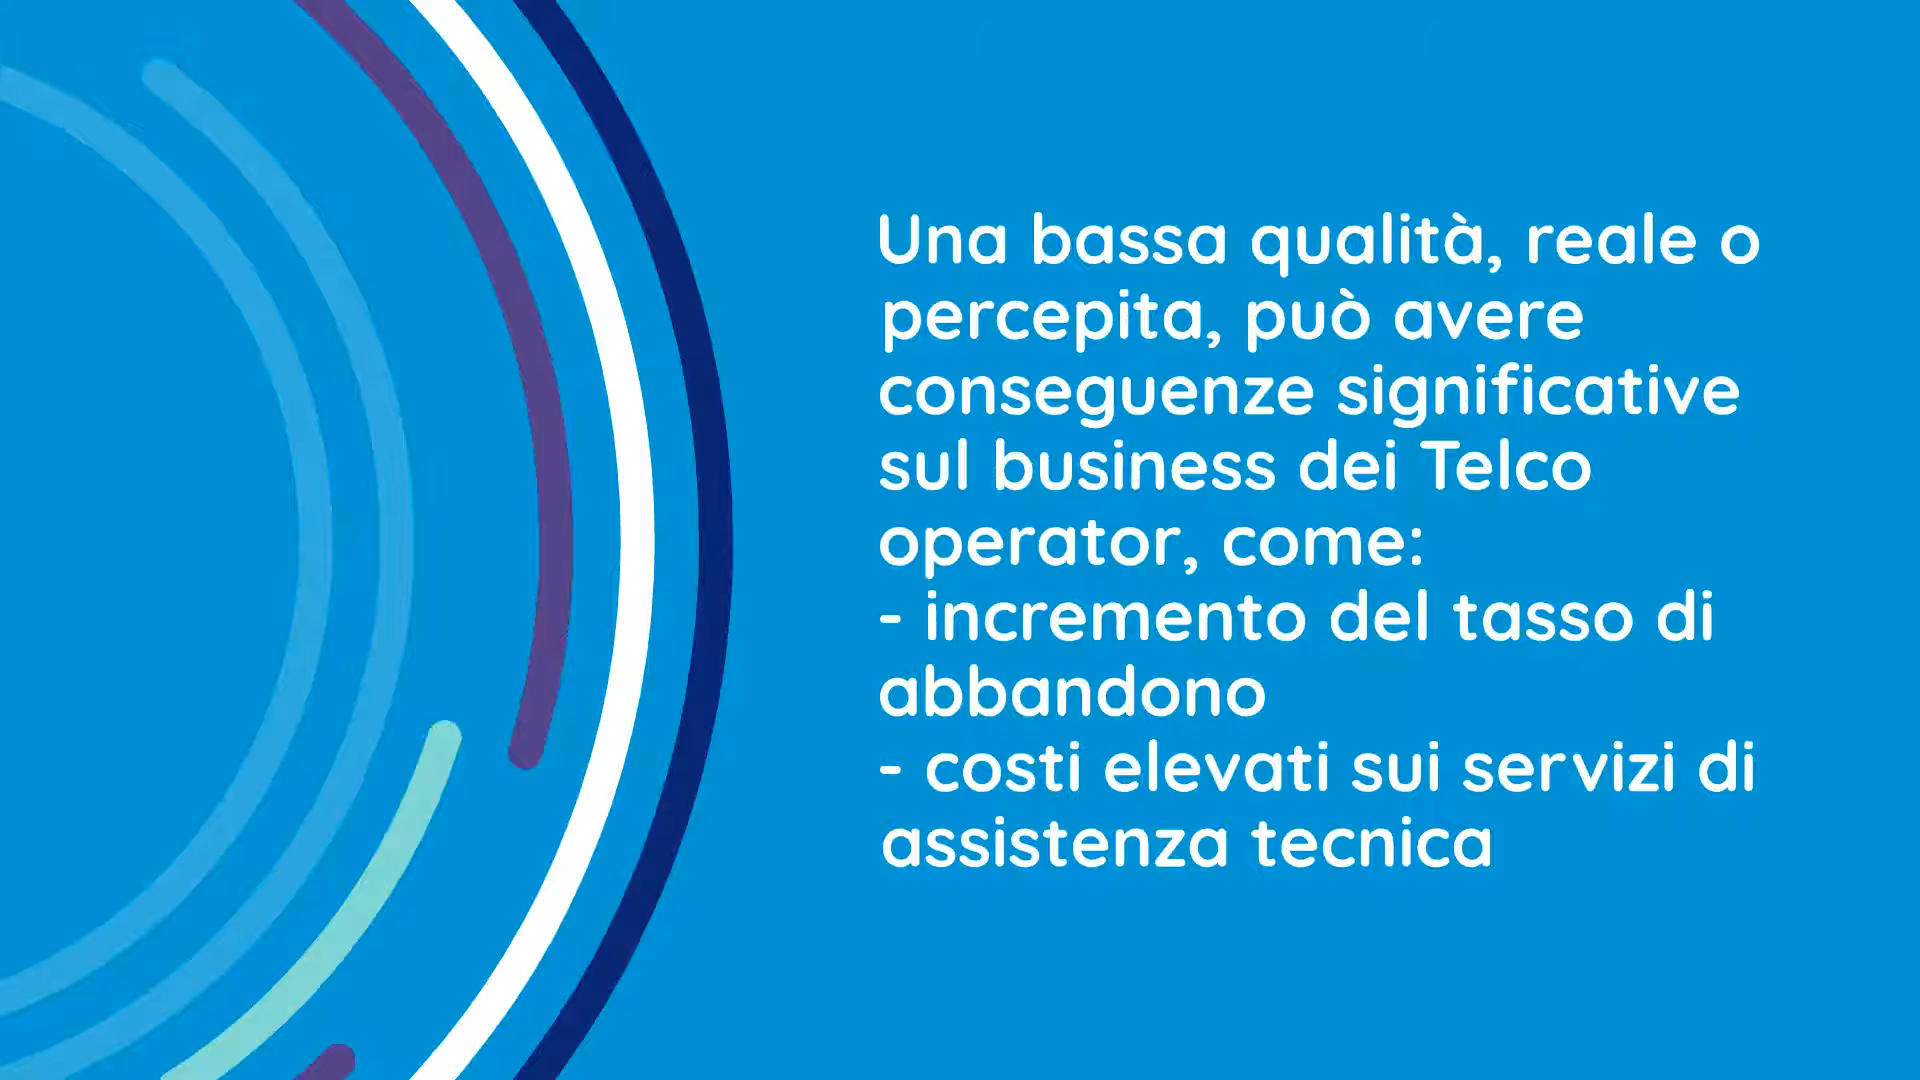 Una bassa qualità, reale o
percepita, può avere
conseguenze significative
sul business dei Telco
operator, come:
- incremento del tasso di
abbandono
- costi elevati sui servizi di
assistenza tecnica